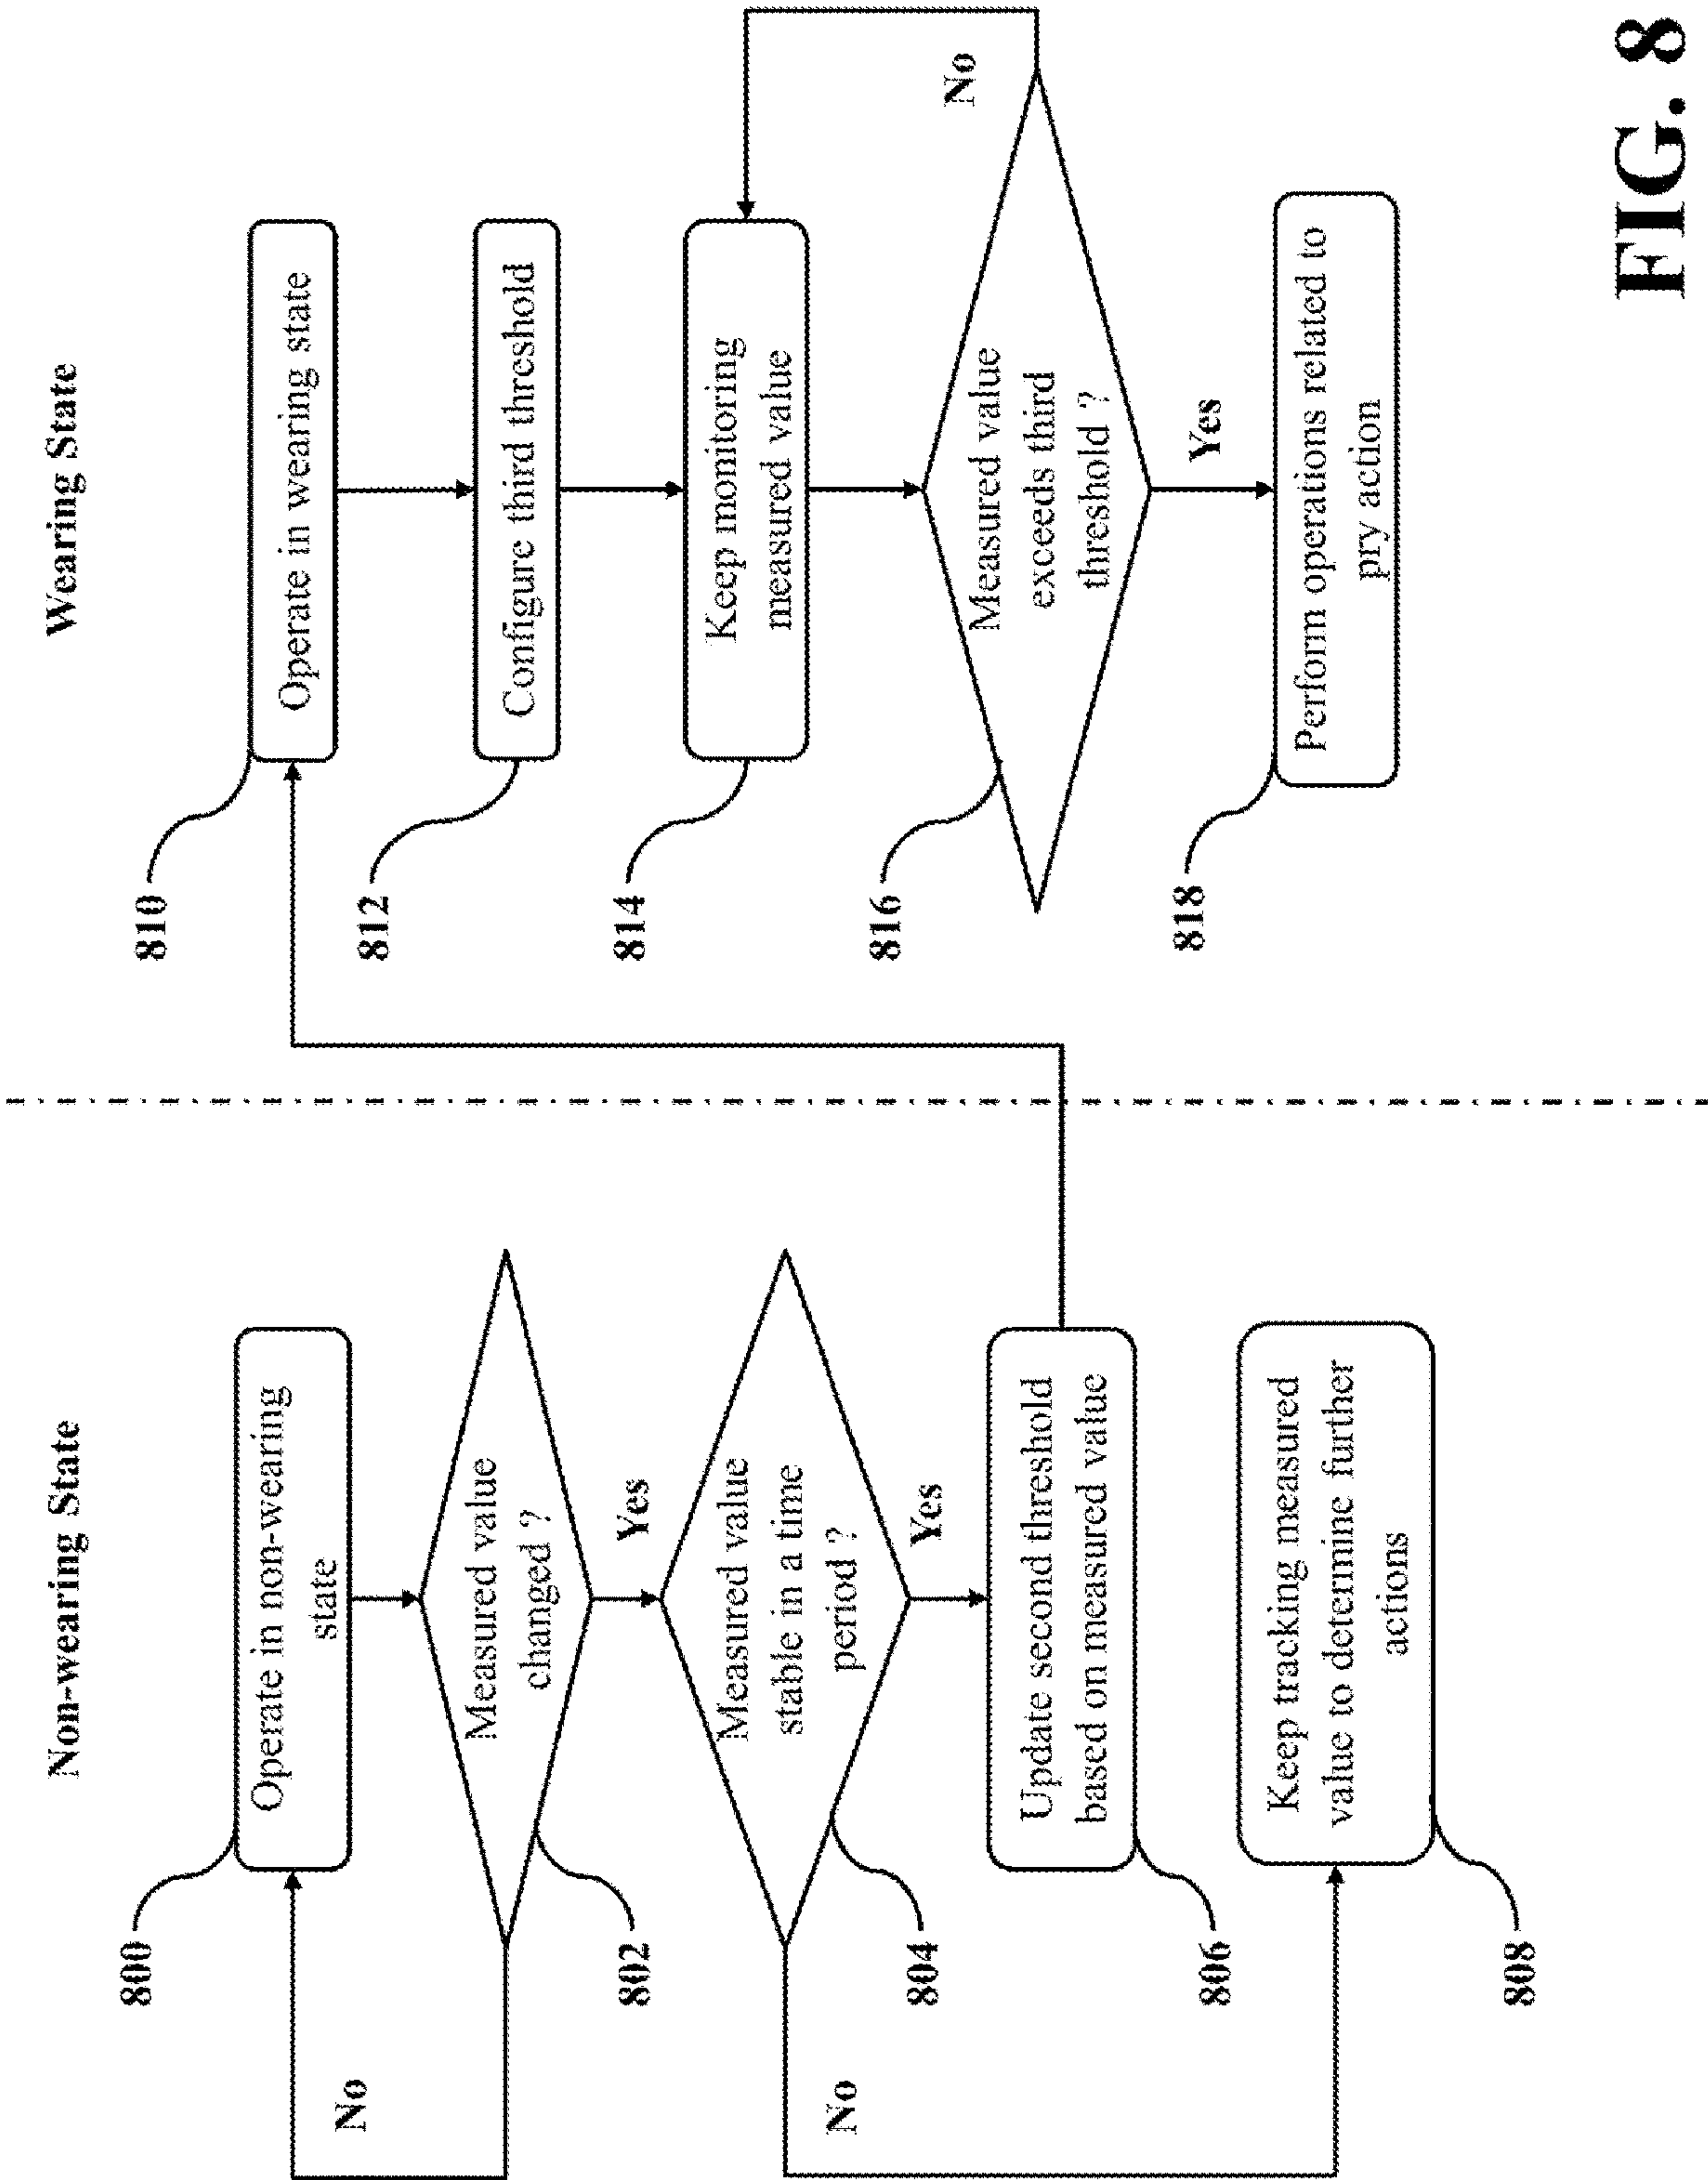 Non-wearing State
800
Operate in non-wearing
state
No
802
Measured value
changed ?
Yes
804
Measured value
stable in a time
period ?
No
Yes
806
Update second threshold
based on measured value
808
Keep tracking measured
value to determine further
actions
Wearing State
810
Operate in wearing state
812
Configure third threshold
814
Keep monitoring
measured value
816
Measured value
exceeds third
threshold ?
No
Yes
818
Perform operations related to
pry action
FIG. 8